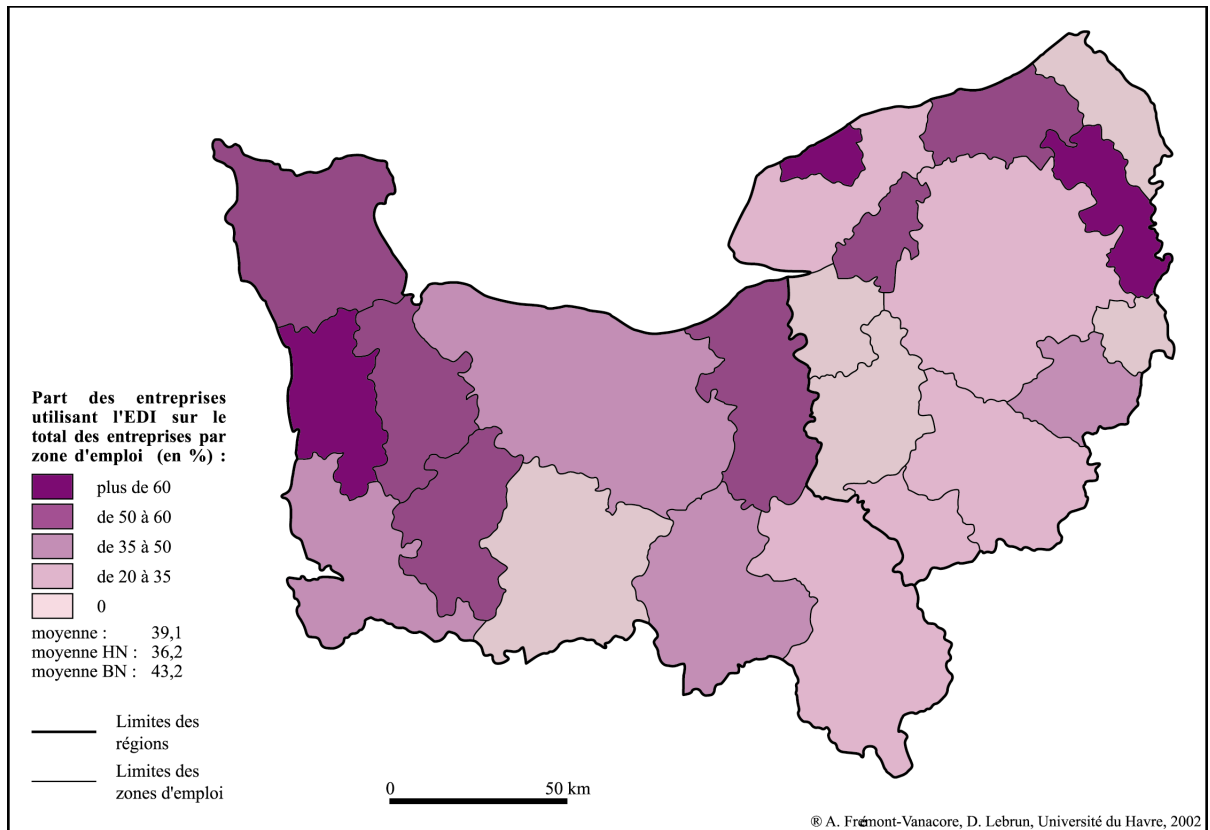 Part des entreprises
utilisant l'EDI sur le
total des entreprises par
zone d'emploi (en %) :
plus de 60
de 50 à 60
de 35 à 50
de 20 à 35
0
moyenne : 39,1
moyenne HN : 36,2
moyenne BN : 43,2
Limites des
régions
Limites des
zones d'emploi
0 50 km
® A. Frémont-Vanacore, D. Lebrun, Université du Havre, 2002